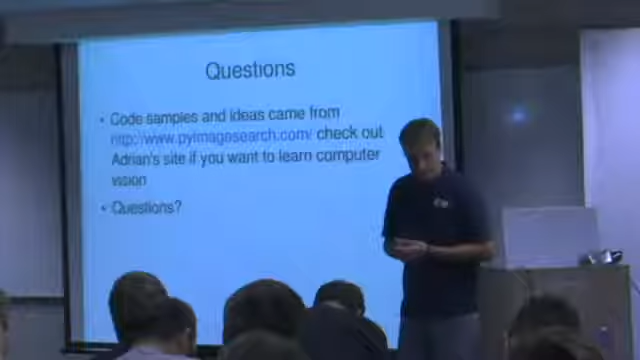 Questions
• Code samples and ideas came from
http://www.pyimagesearch.com/ check out
Adrian's site if you want to learn computer
vision
• Questions?